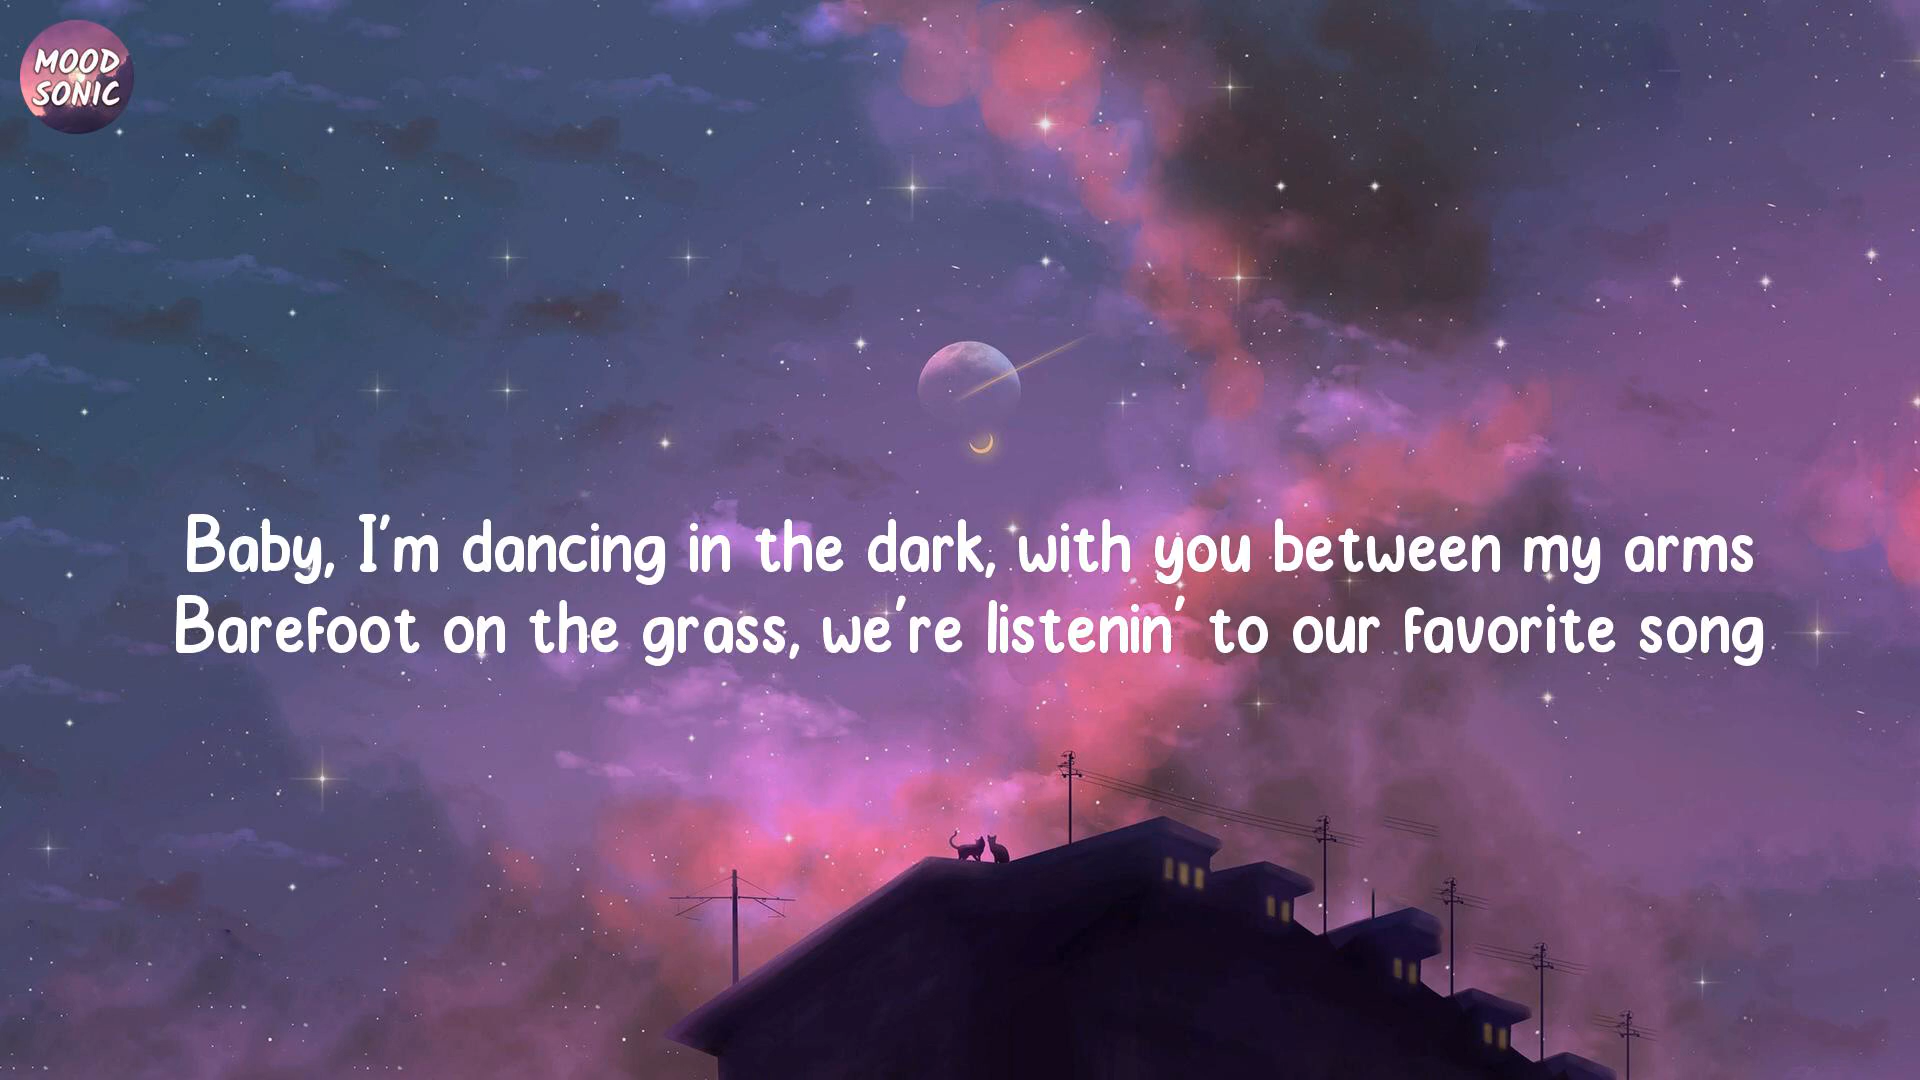 MOOD
SONIC
Baby, I'm dancing in the dark, with you between my arms
Barefoot on the grass, we're listenin' to our favorite song